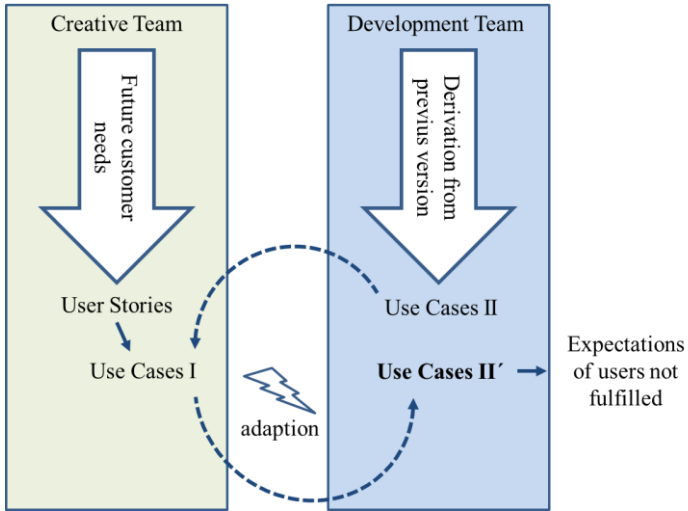 Creative Team
Future customer
needs
User Stories
Use Cases I
adaption
Development Team
Derivation from
previus version
Use Cases II
Use Cases II´
Expectations
of users not
fulfilled